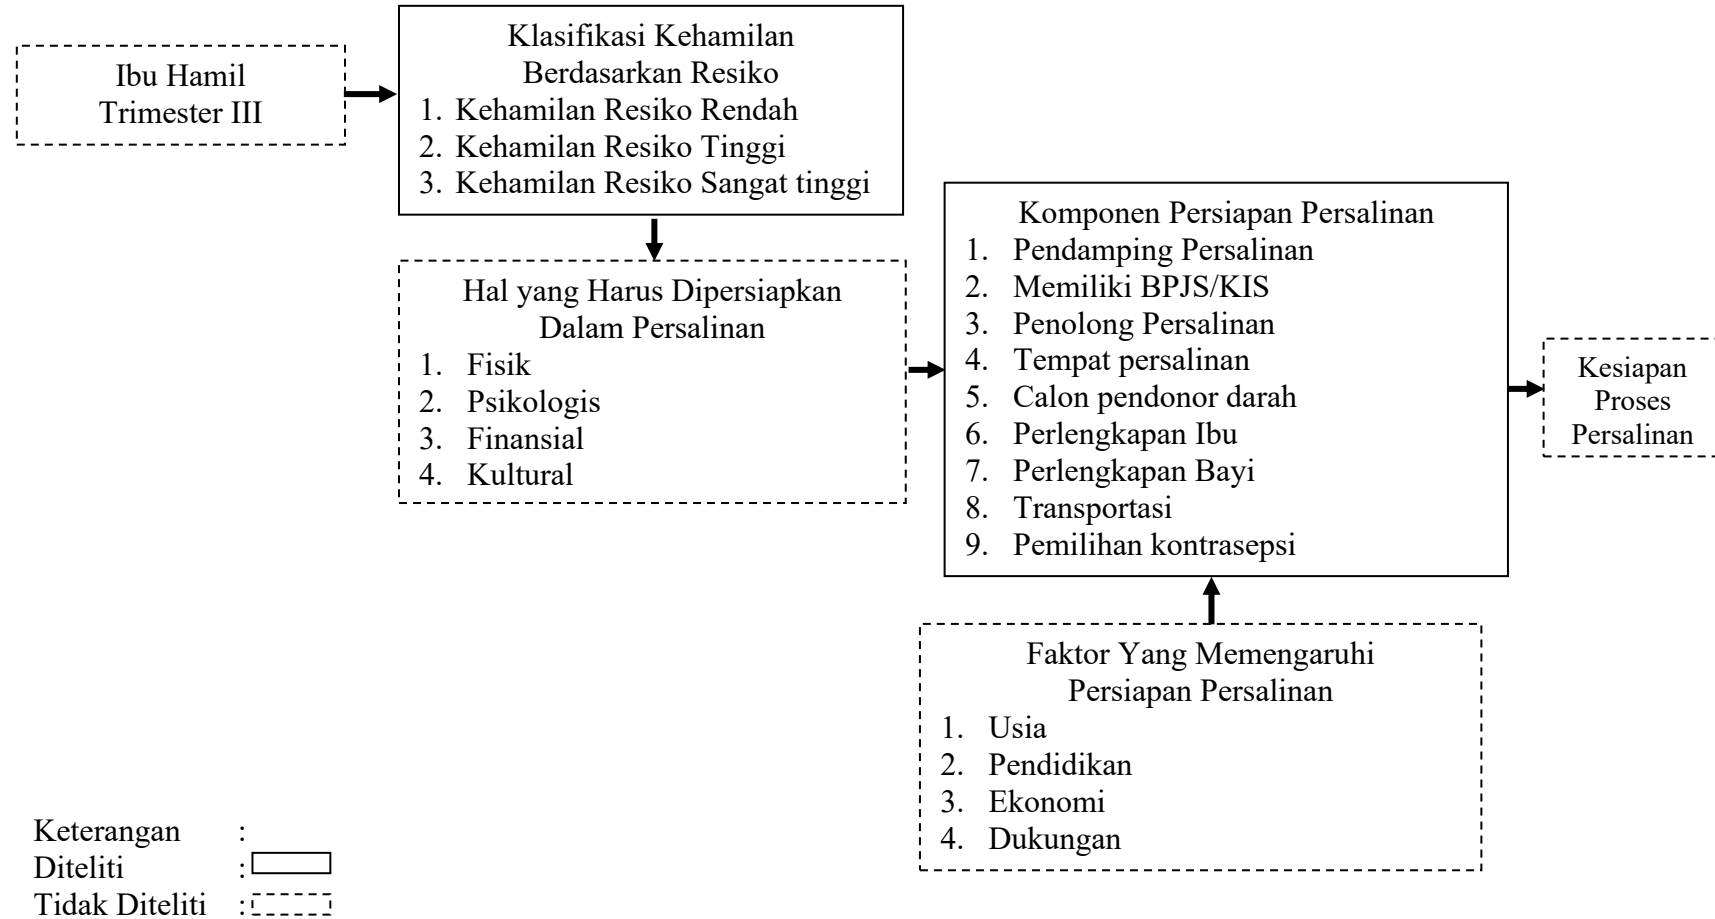 Ibu Hamil
Trimester III
Klasifikasi Kehamilan
Berdasarkan Resiko
1. Kehamilan Resiko Rendah
2. Kehamilan Resiko Tinggi
3. Kehamilan Resiko Sangat tinggi
Hal yang Harus Dipersiapkan
Dalam Persalinan
1. Fisik
2. Psikologis
3. Finansial
4. Kultural
Komponen Persiapan Persalinan
1. Pendamping Persalinan
2. Memiliki BPJS/KIS
3. Penolong Persalinan
4. Tempat persalinan
5. Calon pendonor darah
6. Perlengkapan Ibu
7. Perlengkapan Bayi
8. Transportasi
9. Pemilihan kontrasepsi
Kesiapan
Proses
Persalinan
Faktor Yang Memengaruhi
Persiapan Persalinan
1. Usia
2. Pendidikan
3. Ekonomi
4. Dukungan
Keterangan :
Diteliti :
Tidak Diteliti :